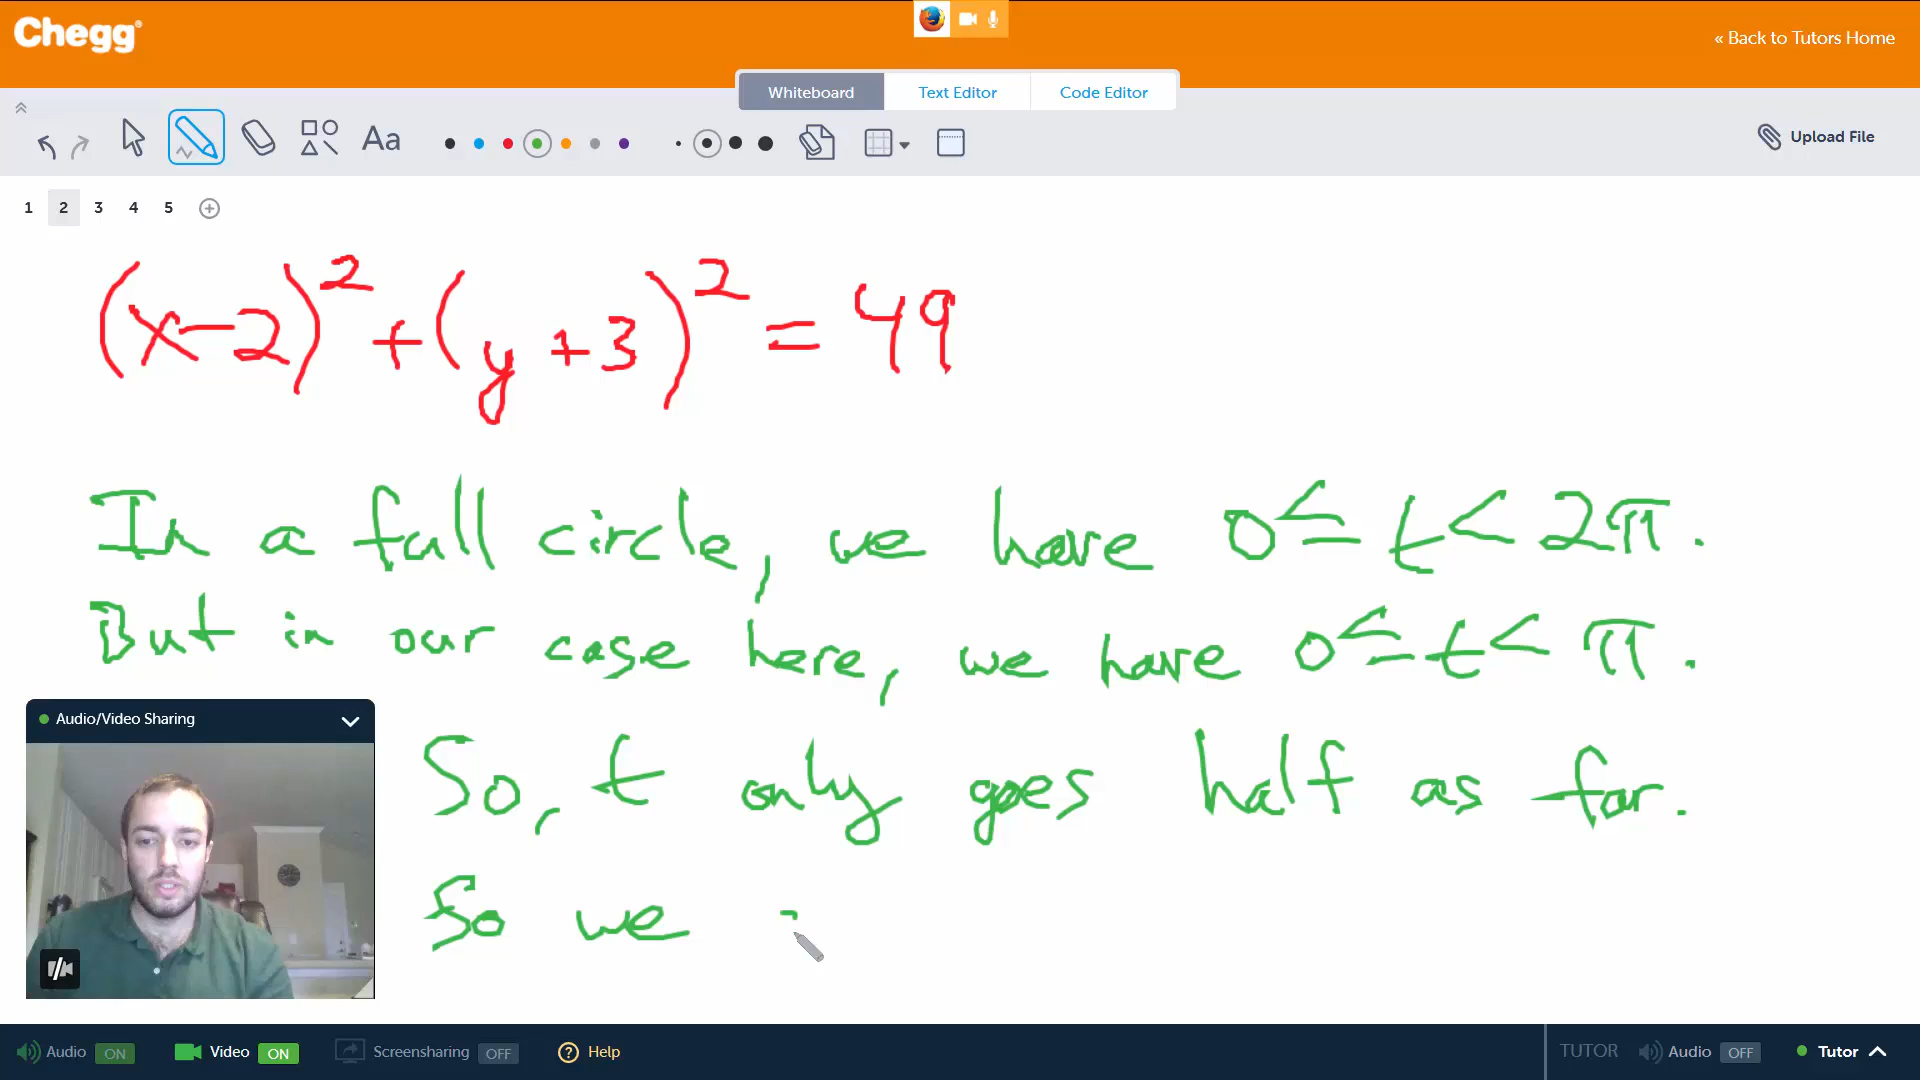 Chegg®
« Back to Tutors Home
Whiteboard Text Editor Code Editor
Aa
Upload File
1 2 3 4 5
(x-2)² + (y+3)² = 49
In a full circle, we have 0 ≤ t < 2π.
But in our case here, we have 0 ≤ t < π.
Audio/Video Sharing
So, t only goes half as far.
So we
Audio ON Video ON Screensharing OFF ? Help TUTOR Audio OFF Tutor